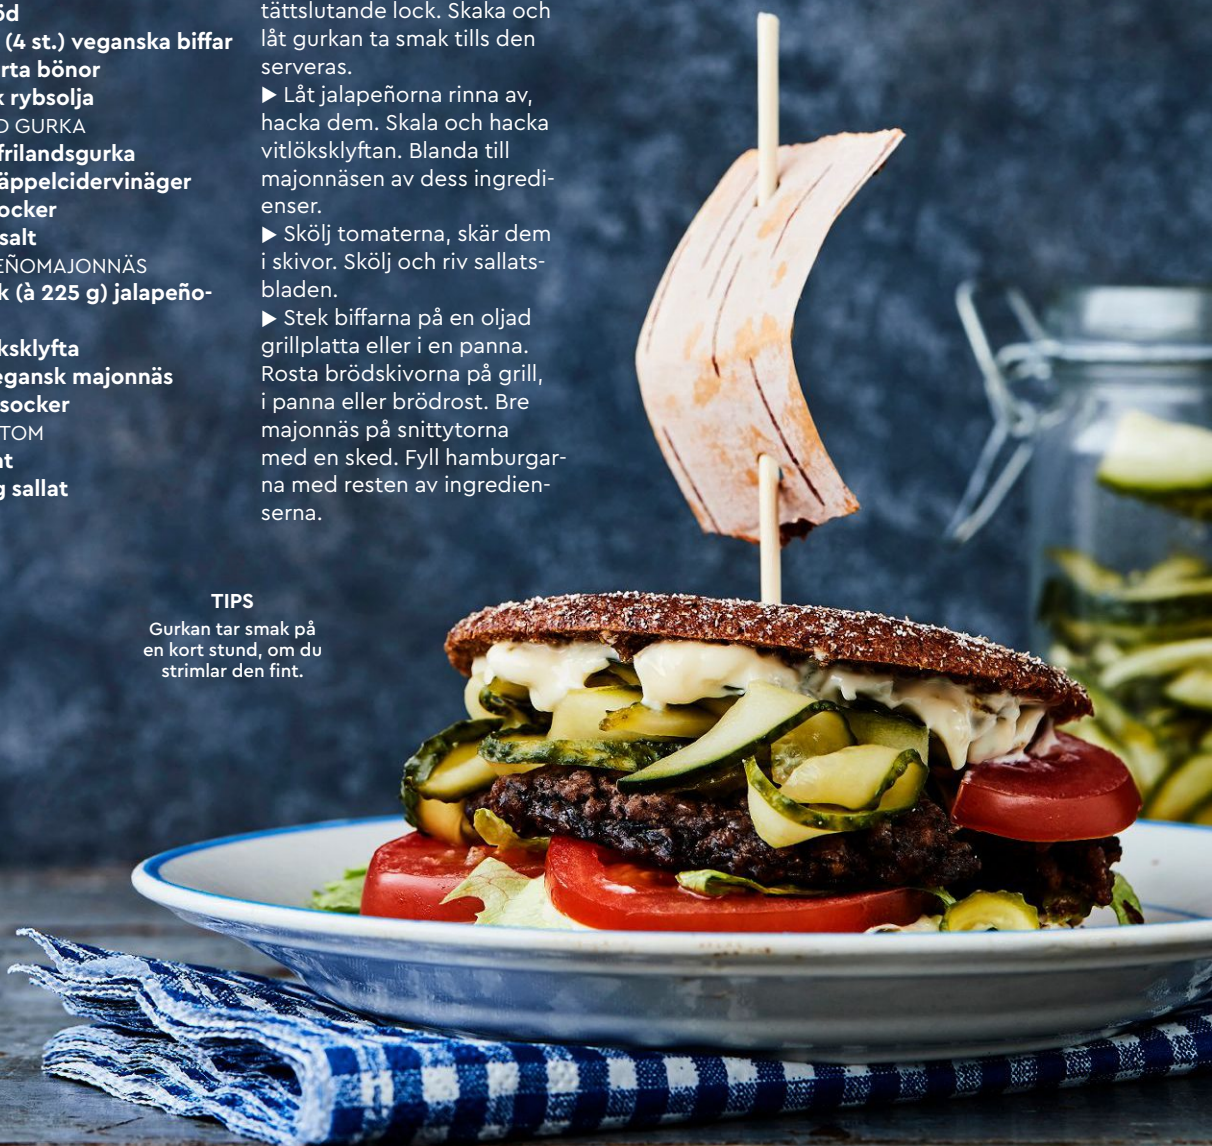 öd
(4 st.) veganska biffar
rta bönor
k rybsolja
D GURKA
frilandsgurka
äppelcidervinäger
ocker
salt
EÑOMAJONNÄS
k (à 225 g) jalapeño-
ksklyfta
egansk majonnäs
socker
TOM
at
g sallat
tättslutande lock. Skaka och
låt gurkan ta smak tills den
serveras.
▶ Låt jalapeñorna rinna av,
hacka dem. Skala och hacka
vitlöksklyftan. Blanda till
majonnäsen av dess ingredi-
enser.
▶ Skölj tomaterna, skär dem
i skivor. Skölj och riv sallats-
bladen.
▶ Stek biffarna på en oljad
grillplatta eller i en panna.
Rosta brödskivorna på grill,
i panna eller brödrost. Bre
majonnäs på snittytorna
med en sked. Fyll hamburgar-
na med resten av ingredien-
serna.
TIPS
Gurkan tar smak på
en kort stund, om du
strimlar den fint.